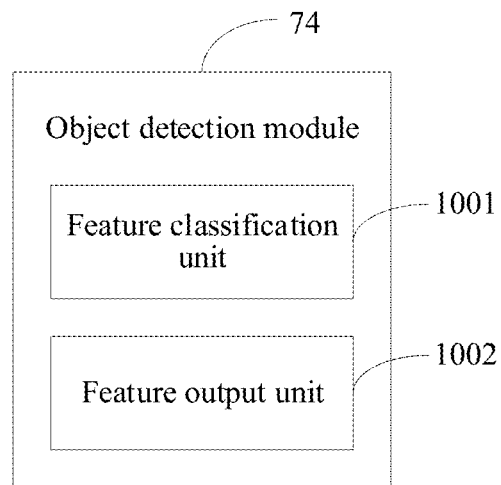 74
Object detection module
Feature classification
unit
1001
Feature output unit
1002